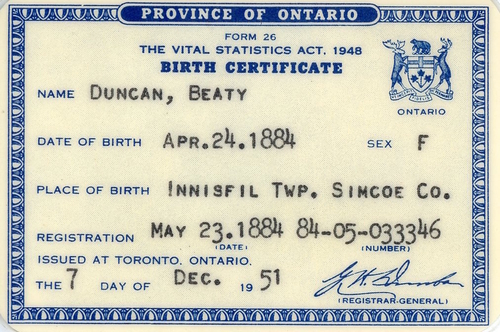 PROVINCE OF ONTARIO
FORM 26
THE VITAL STATISTICS ACT, 1948
BIRTH CERTIFICATE
NAME DUNCAN, BEATY
ONTARIO
DATE OF BIRTH APR.24.1884 SEX F
PLACE OF BIRTH INNISFIL TWP. SIMCOE CO.
REGISTRATION MAY 23.1884 84-05-033346
(DATE) (NUMBER)
ISSUED AT TORONTO, ONTARIO.
THE 7 DAY OF DEC. 19 51
(REGISTRAR-GENERAL)